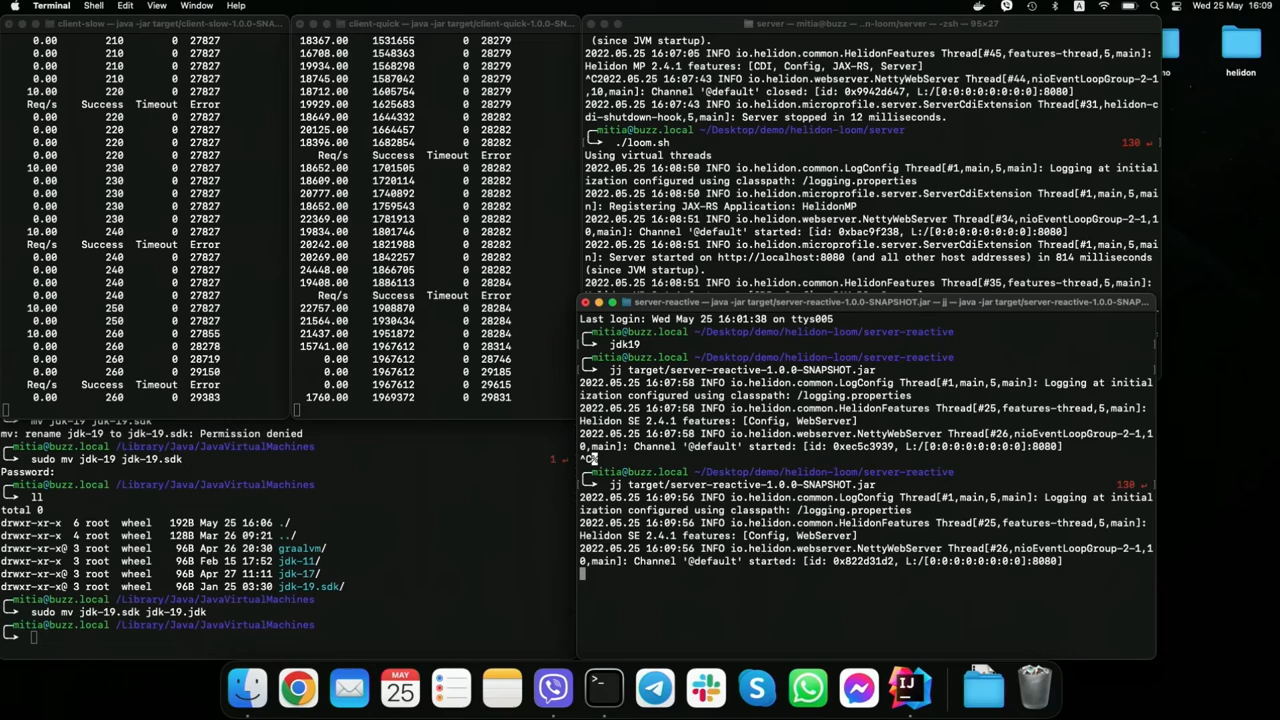 Terminal Shell Edit View Window Help
A
Wed 25 May 16:09
client-slow — java -jar target/client-slow-1.0.0-SNA...
0.00 210 0 27827
0.00 210 0 27827
0.00 210 0 27827
10.00 220 0 27827
Req/s Success Timeout Error
0.00 220 0 27827
0.00 220 0 27827
0.00 220 0 27827
0.00 220 0 27827
10.00 230 0 27827
0.00 230 0 27827
0.00 230 0 27827
0.00 230 0 27827
0.00 230 0 27827
10.00 240 0 27827
Req/s Success Timeout Error
0.00 240 0 27827
0.00 240 0 27827
0.00 240 0 27827
0.00 240 0 27827
10.00 250 0 27827
0.00 250 0 27827
0.00 250 0 27827
0.00 250 0 27827
10.00 260 0 27855
0.00 260 0 28278
0.00 260 0 28719
0.00 260 0 29150
Req/s Success Timeout Error
0.00 260 0 29383
client-quick — java -jar target/client-quick-1.0.0-SNAP...
18367.00 1531655 0 28279
16708.00 1548363 0 28279
19934.00 1568298 0 28279
18745.00 1587042 0 28279
18712.00 1605754 0 28279
19929.00 1625683 0 28279
18649.00 1644332 0 28282
20125.00 1664457 0 28282
18396.00 1682854 0 28282
Req/s Success Timeout Error
18652.00 1701505 0 28282
18609.00 1720114 0 28282
20777.00 1740892 0 28282
18652.00 1759543 0 28282
22369.00 1781913 0 28282
19834.00 1801746 0 28282
20242.00 1821988 0 28282
20269.00 1842257 0 28282
24448.00 1866705 0 28282
19408.00 1886113 0 28282
Req/s Success Timeout Error
22757.00 1908870 0 28284
21564.00 1930434 0 28284
21437.00 1951872 0 28284
15741.00 1967612 0 28314
0.00 1967612 0 28746
0.00 1967612 0 29185
0.00 1967612 0 29615
1760.00 1969372 0 29831
server — mitia@buzz — ..n-loom/server — -zsh — 95×27
(since JVM startup).
2022.05.25 16:07:05 INFO io.helidon.common.HelidonFeatures Thread[#45,features-thread,5,main]:
Helidon MP 2.4.1 features: [CDI, Config, JAX-RS, Server]
^C2022.05.25 16:07:43 INFO io.helidon.webserver.NettyWebServer Thread[#44,nioEventLoopGroup-2-1
,10,main]: Channel '@default' closed: [id: 0x9942d647, L:/[0:0:0:0:0:0:0:0]:8080]
2022.05.25 16:07:43 INFO io.helidon.microprofile.server.ServerCdiExtension Thread[#31,helidon-c
di-shutdown-hook,5,main]: Server stopped in 12 milliseconds.
mitia@buzz.local ~/Desktop/demo/helidon-loom/server
./loom.sh 130 ↵
Using virtual threads
2022.05.25 16:08:50 INFO io.helidon.common.LogConfig Thread[#1,main,5,main]: Logging at initial
ization configured using classpath: /logging.properties
2022.05.25 16:08:50 INFO io.helidon.microprofile.server.ServerCdiExtension Thread[#1,main,5,mai
n]: Registering JAX-RS Application: HelidonMP
2022.05.25 16:08:51 INFO io.helidon.webserver.NettyWebServer Thread[#34,nioEventLoopGroup-2-1,1
0,main]: Channel '@default' started: [id: 0xbac9f238, L:/[0:0:0:0:0:0:0:0]:8080]
2022.05.25 16:08:51 INFO io.helidon.microprofile.server.ServerCdiExtension Thread[#1,main,5,mai
n]: Server started on http://localhost:8080 (and all other host addresses) in 814 milliseconds
(since JVM startup).
helidon
server-reactive — java -jar target/server-reactive-1.0.0-SNAPSHOT.jar — jj — java -jar target/server-reactive-1.0.0-SNAP...
Last login: Wed May 25 16:01:38 on ttys005
mitia@buzz.local ~/Desktop/demo/helidon-loom/server-reactive
jdk19
mitia@buzz.local ~/Desktop/demo/helidon-loom/server-reactive
jj target/server-reactive-1.0.0-SNAPSHOT.jar
2022.05.25 16:07:58 INFO io.helidon.common.LogConfig Thread[#1,main,5,main]: Logging at initial
ization configured using classpath: /logging.properties
2022.05.25 16:07:58 INFO io.helidon.common.HelidonFeatures Thread[#25,features-thread,5,main]:
Helidon SE 2.4.1 features: [Config, WebServer]
2022.05.25 16:07:58 INFO io.helidon.webserver.NettyWebServer Thread[#26,nioEventLoopGroup-2-1,1
0,main]: Channel '@default' started: [id: 0xec5c3939, L:/[0:0:0:0:0:0:0:0]:8080]
^C%
mitia@buzz.local ~/Desktop/demo/helidon-loom/server-reactive
jj target/server-reactive-1.0.0-SNAPSHOT.jar 130 ↵
2022.05.25 16:09:56 INFO io.helidon.common.LogConfig Thread[#1,main,5,main]: Logging at initial
ization configured using classpath: /logging.properties
2022.05.25 16:09:56 INFO io.helidon.common.HelidonFeatures Thread[#25,features-thread,5,main]:
Helidon SE 2.4.1 features: [Config, WebServer]
2022.05.25 16:09:56 INFO io.helidon.webserver.NettyWebServer Thread[#26,nioEventLoopGroup-2-1,1
0,main]: Channel '@default' started: [id: 0x822d31d2, L:/[0:0:0:0:0:0:0:0]:8080]
mv jdk-19 jdk-19.sdk
mv: rename jdk-19 to jdk-19.sdk: Permission denied
mitia@buzz.local /Library/Java/JavaVirtualMachines
sudo mv jdk-19 jdk-19.sdk 1 ↵
Password:
mitia@buzz.local /Library/Java/JavaVirtualMachines
ll
total 0
drwxr-xr-x 6 root wheel 192B May 25 16:06 ./
drwxr-xr-x 4 root wheel 128B Mar 26 09:21 ../
drwxr-xr-x@ 3 root wheel 96B Apr 26 20:30 graalvm/
drwxr-xr-x 3 root wheel 96B Feb 15 17:52 jdk-11/
drwxr-xr-x@ 3 root wheel 96B Apr 27 11:11 jdk-17/
drwxr-xr-x@ 3 root wheel 96B Jan 25 03:30 jdk-19.sdk/
mitia@buzz.local /Library/Java/JavaVirtualMachines
sudo mv jdk-19.sdk jdk-19.jdk
mitia@buzz.local /Library/Java/JavaVirtualMachines
MAY
25
>_
S
IJ